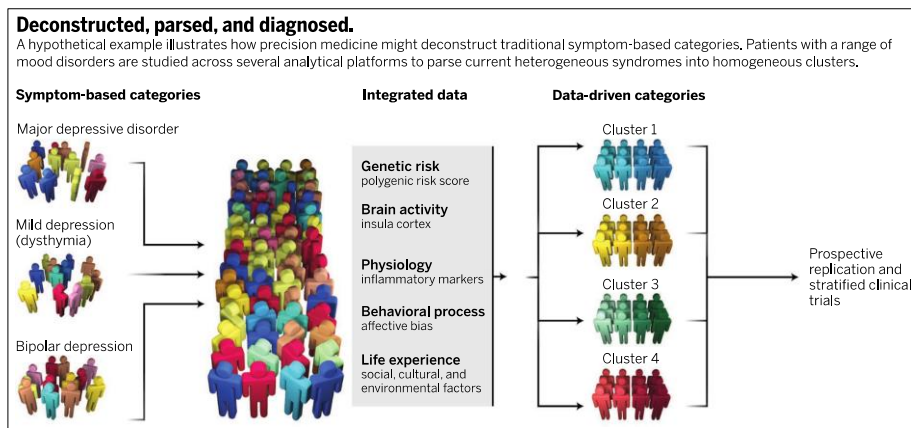 Deconstructed, parsed, and diagnosed.
A hypothetical example illustrates how precision medicine might deconstruct traditional symptom-based categories. Patients with a range of
mood disorders are studied across several analytical platforms to parse current heterogeneous syndromes into homogeneous clusters.
Symptom-based categories
Major depressive disorder
Mild depression
(dysthymia)
Bipolar depression
Integrated data
Genetic risk
polygenic risk score
Brain activity
insula cortex
Physiology
inflammatory markers
Behavioral process
affective bias
Life experience
social, cultural, and
environmental factors
Data-driven categories
Cluster 1
Cluster 2
Cluster 3
Cluster 4
Prospective
replication and
stratified clinical
trials